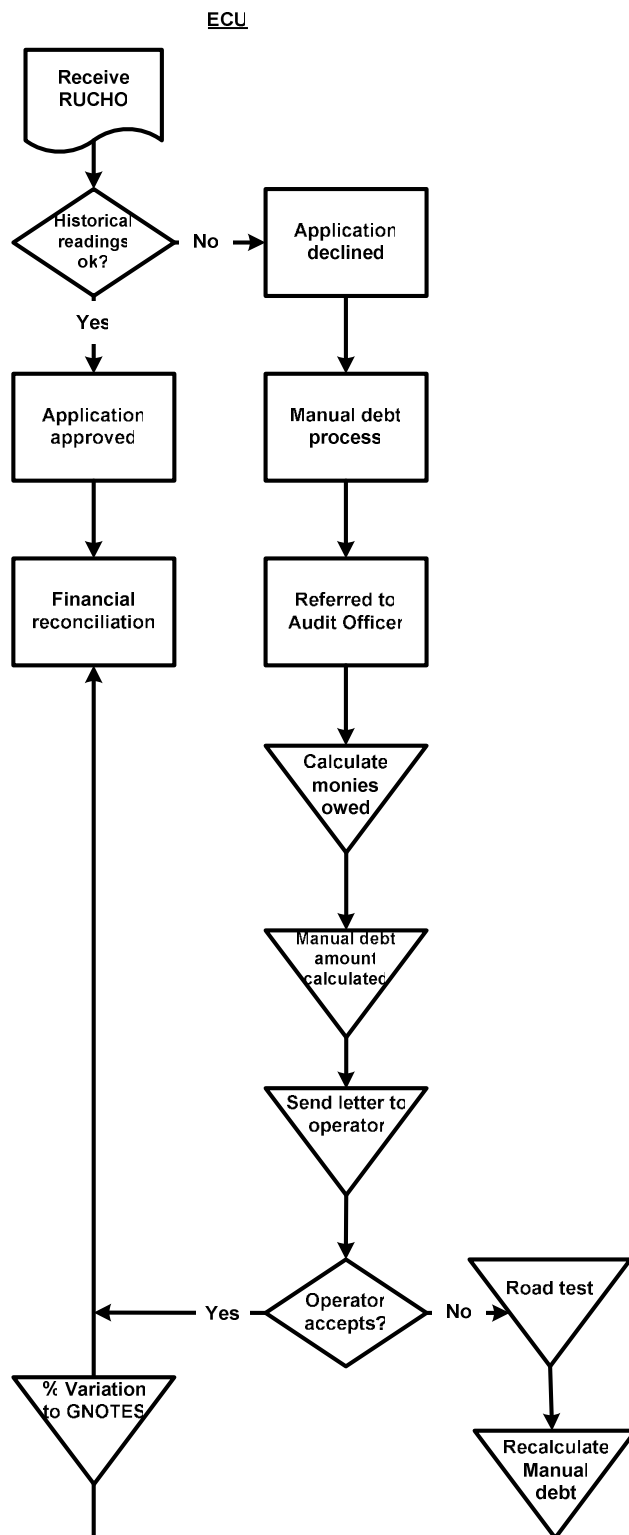 ECU
Receive
RUCHO
Historical
readings
ok?
No
Application
declined
Yes
Application
approved
Manual debt
process
Financial
reconciliation
Referred to
Audit Officer
Calculate
monies
owed
Manual debt
amount
calculated
Send letter to
operator
Operator
accepts?
Yes
No
Road test
% Variation
to GNOTES
Recalculate
Manual
debt